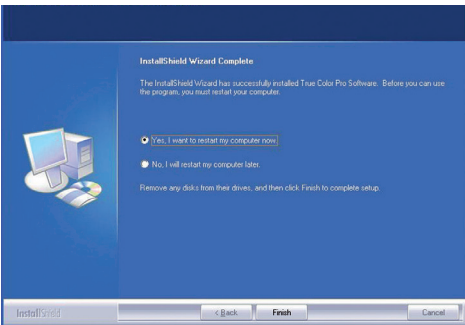 InstallShield Wizard Complete
The InstallShield Wizard has successfully installed True Color Pro Software. Before you can use
the program, you must restart your computer.
Yes, I want to restart my computer now.
No, I will restart my computer later.
Remove any disks from their drives, and then click Finish to complete setup.
InstallShield
< Back Finish Cancel